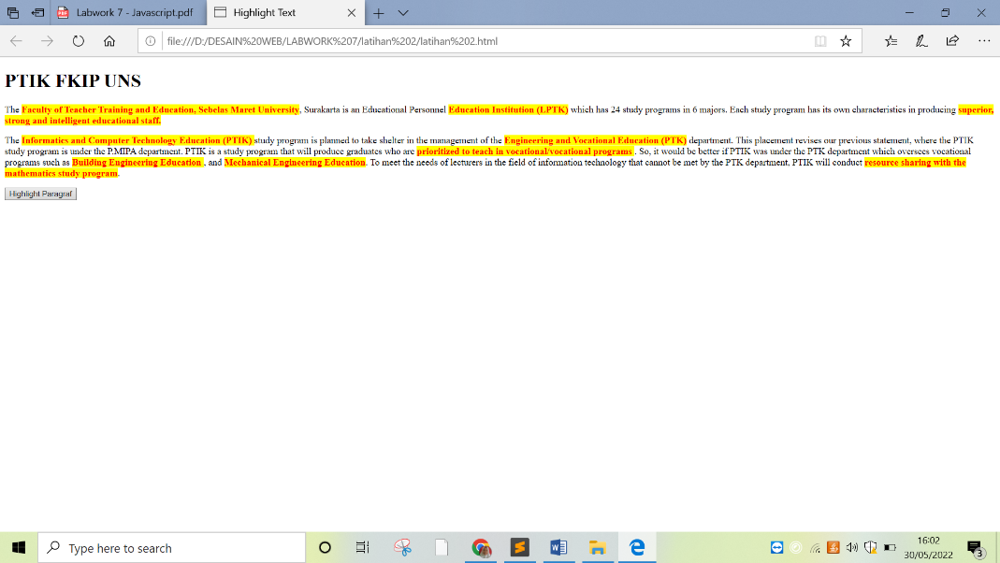 Labwork 7 - Javascript.pdf
Highlight Text
file:///D:/DESAIN%20WEB/LABWORK%207/latihan%202/latihan%202.html
PTIK FKIP UNS
The Faculty of Teacher Training and Education, Sebelas Maret University, Surakarta is an Educational Personnel Education Institution (LPTK) which has 24 study programs in 6 majors. Each study program has its own characteristics in producing superior,
strong and intelligent educational staff.
The Informatics and Computer Technology Education (PTIK) study program is planned to take shelter in the management of the Engineering and Vocational Education (PTK) department. This placement revises our previous statement, where the PTIK
study program is under the P.MIPA department. PTIK is a study program that will produce graduates who are prioritized to teach in vocational/vocational programs . So, it would be better if PTIK was under the PTK department which oversees vocational
programs such as Building Engineering Education , and Mechanical Engineering Education. To meet the needs of lecturers in the field of information technology that cannot be met by the PTK department, PTIK will conduct resource sharing with the
mathematics study program.
Highlight Paragraf
Type here to search
16:02
30/05/2022
3